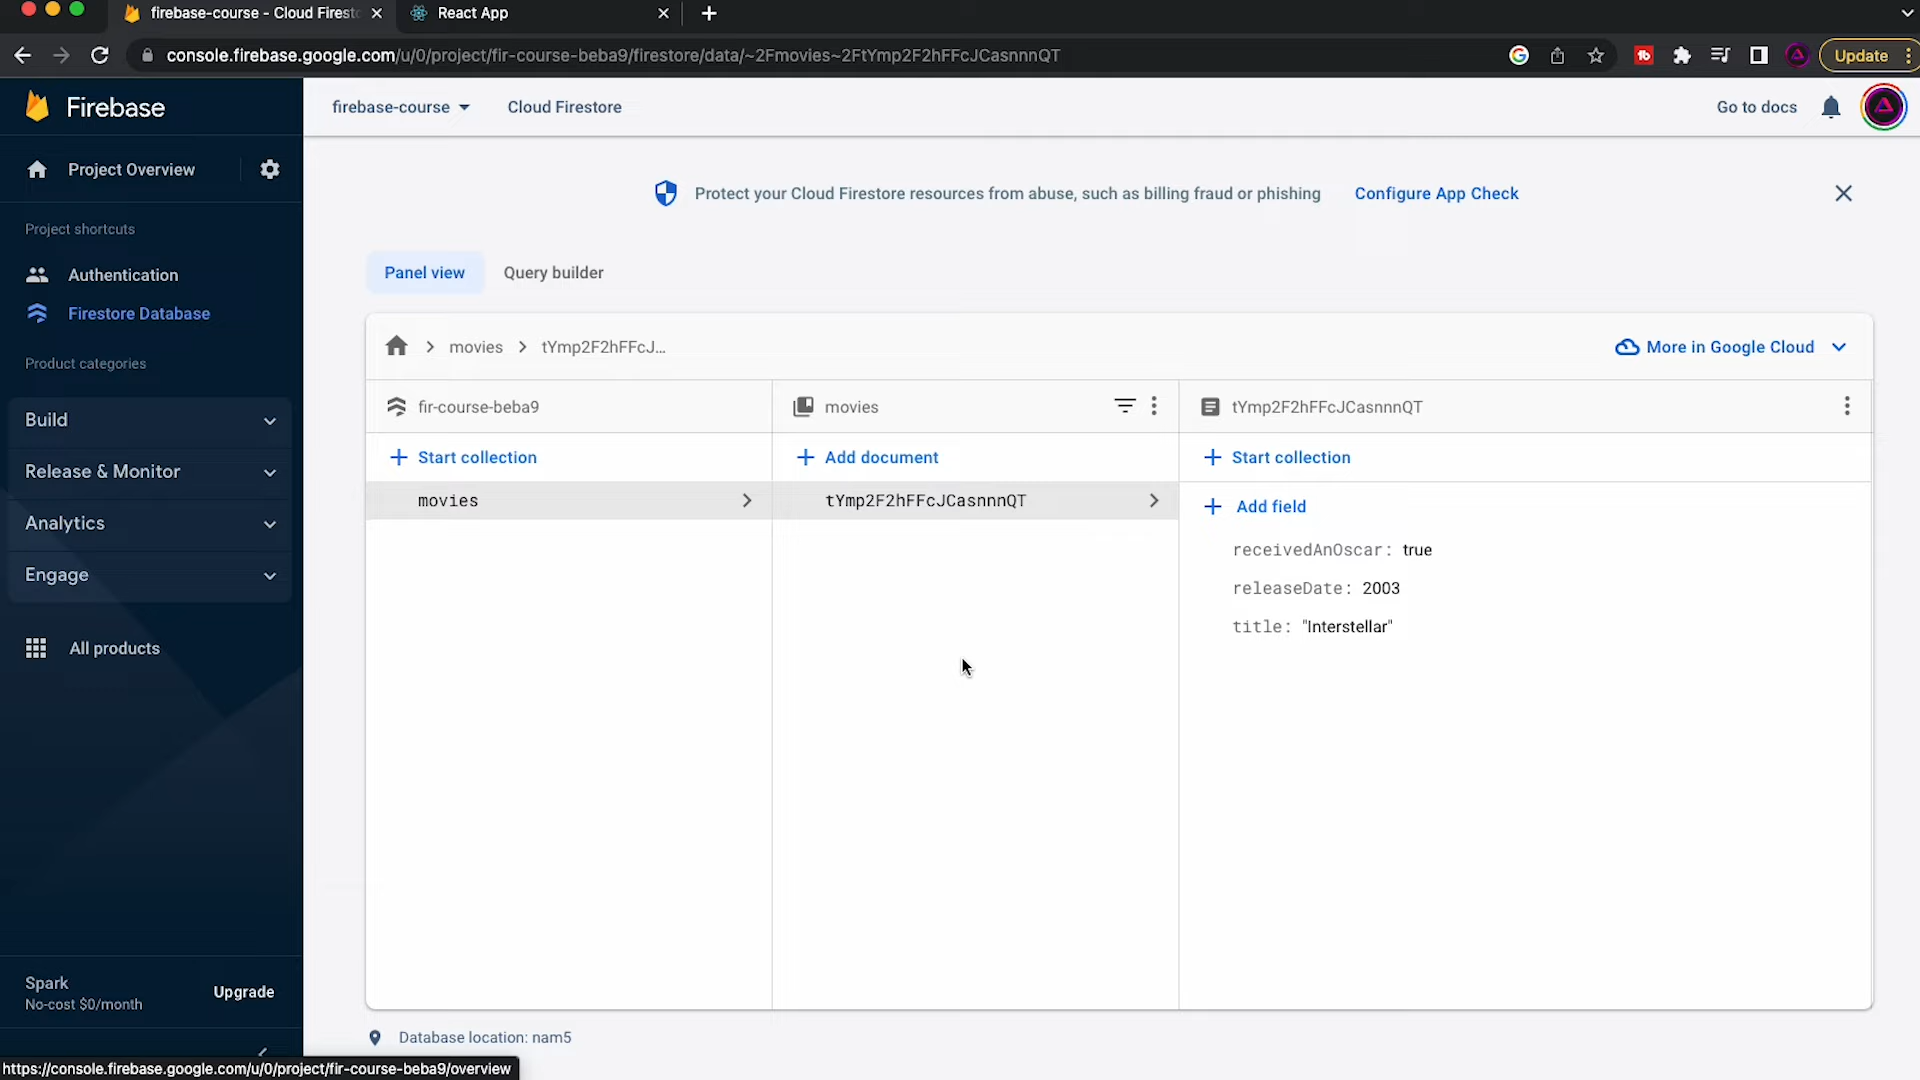 firebase-course - Cloud Firest
React App
console.firebase.google.com/u/0/project/fir-course-beba9/firestore/data/~2Fmovies~2FtYmp2F2hFFcJCasnnnQT
Update
Firebase
firebase-course
Cloud Firestore
Go to docs
Project Overview
Protect your Cloud Firestore resources from abuse, such as billing fraud or phishing
Configure App Check
Project shortcuts
Authentication
Firestore Database
Product categories
Build
Release & Monitor
Analytics
Engage
All products
Spark
No-cost $0/month
Upgrade
Panel view
Query builder
movies
tYmp2F2hFFcJ...
More in Google Cloud
fir-course-beba9
Start collection
movies
movies
Add document
tYmp2F2hFFcJCasnnnQT
tYmp2F2hFFcJCasnnnQT
Start collection
Add field
receivedAnOscar: true
releaseDate: 2003
title: "Interstellar"
Database location: nam5
https://console.firebase.google.com/u/0/project/fir-course-beba9/overview